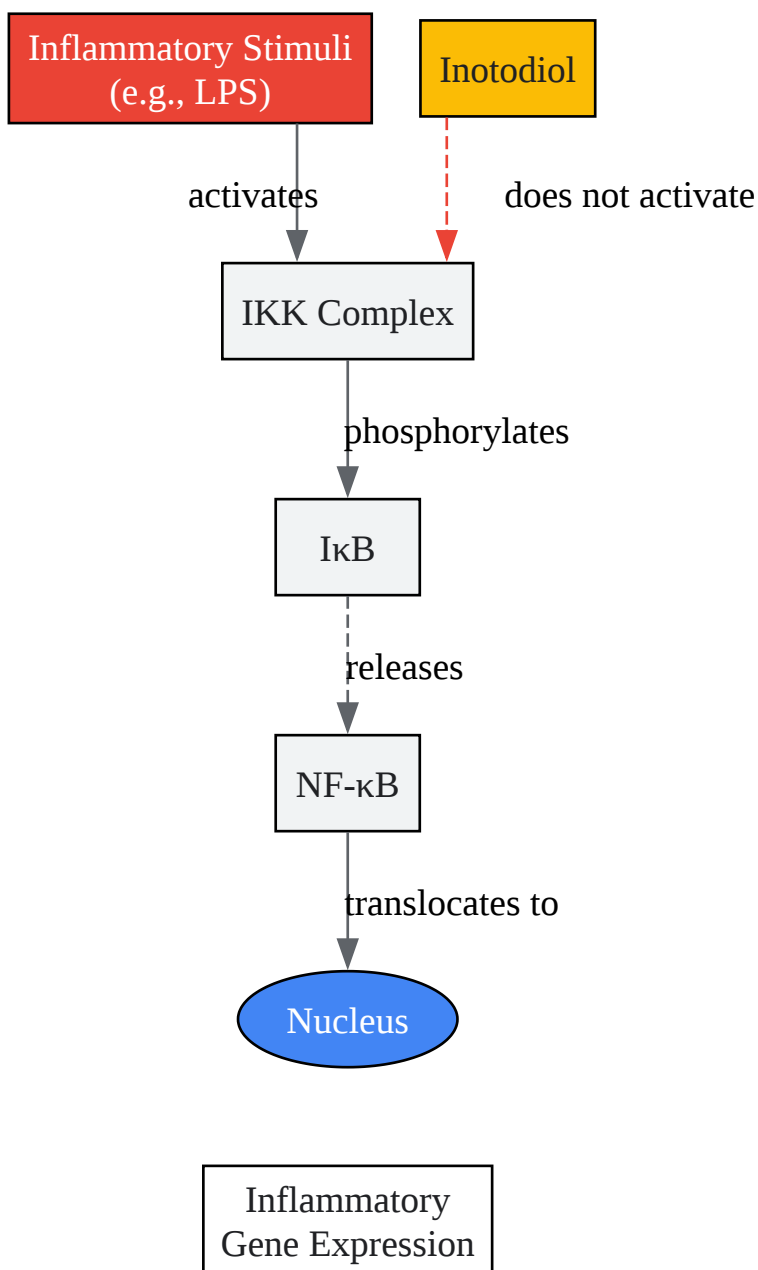 Inflammatory Stimuli
(e.g., LPS)
Inotodiol
activates
does not activate
IKK Complex
phosphorylates
IκB
releases
NF-κB
translocates to
Nucleus
Inflammatory
Gene Expression